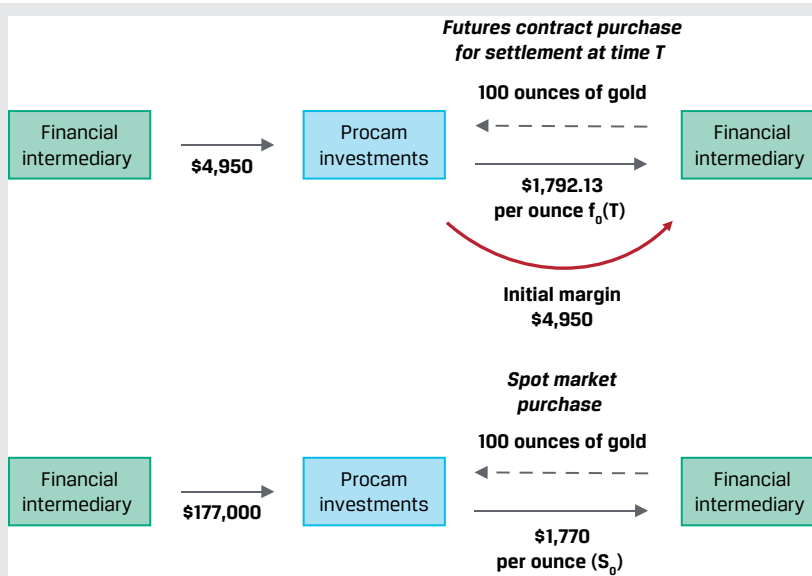 Futures contract purchase
for settlement at time T
100 ounces of gold
Financial
intermediary
$4,950
Procam
investments
$1,792.13
per ounce f₀(T)
Financial
intermediary
Initial margin
$4,950
Spot market
purchase
100 ounces of gold
Financial
intermediary
$177,000
Procam
investments
$1,770
per ounce (S₀)
Financial
intermediary